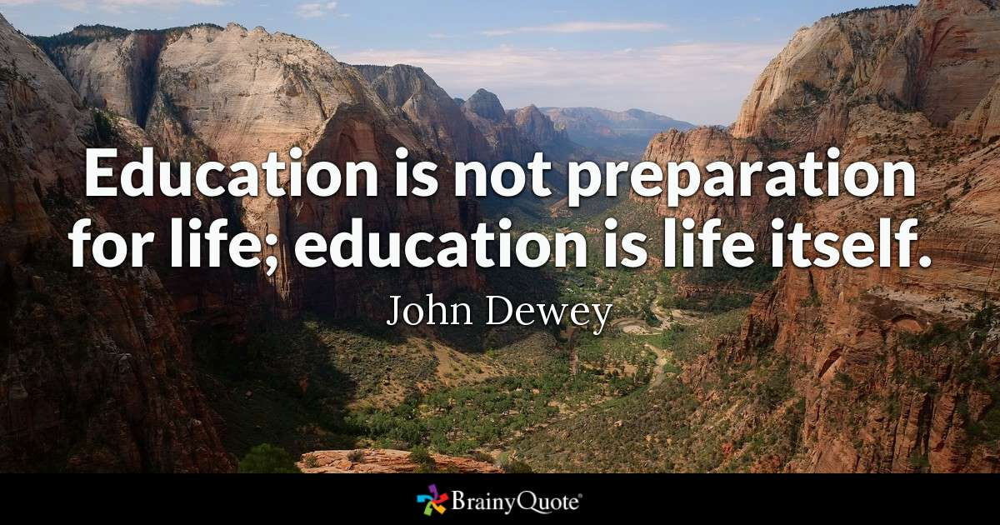 Education is not preparation
for life; education is life itself.
John Dewey
BrainyQuote®